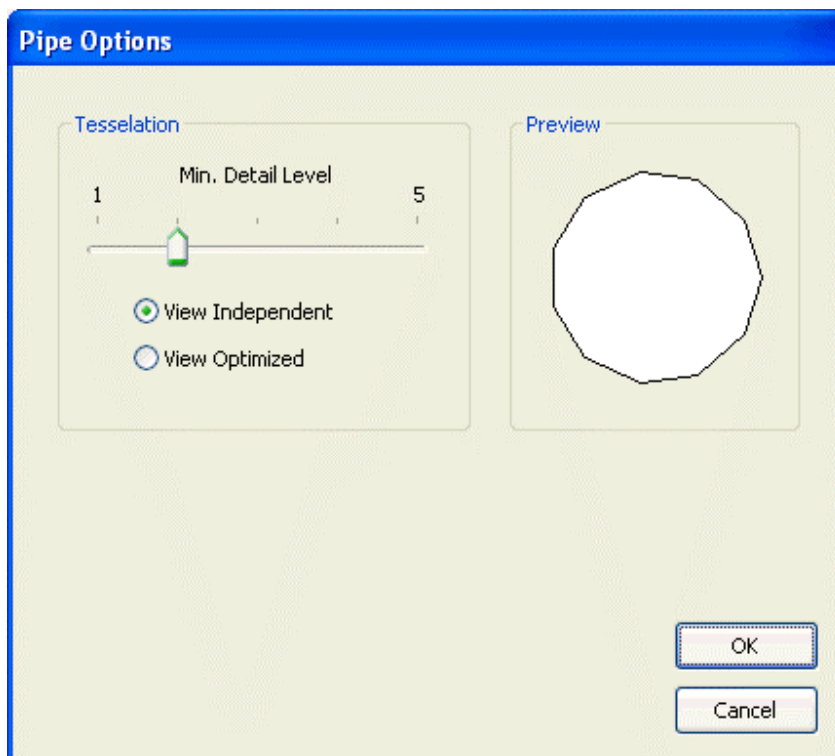 Pipe Options
Tesselation
Min. Detail Level
1 5
View Independent
View Optimized
Preview
OK
Cancel